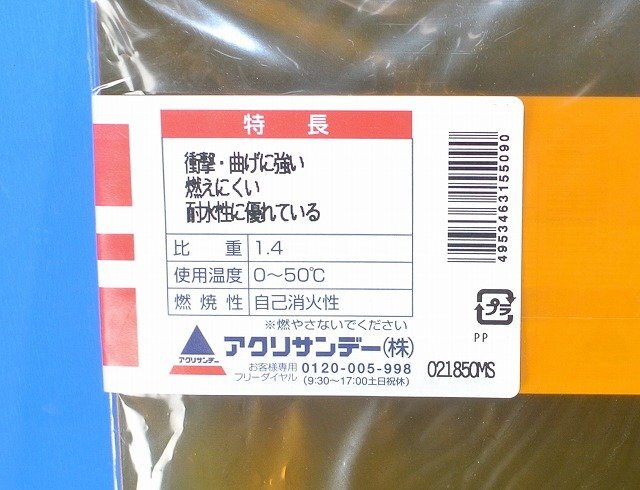 特長
衝撃・曲げに強い
燃えにくい
耐水性に優れている
比重 1.4
使用温度 0～50℃
燃焼性 自己消火性
※燃やさないでください
アクリサンデー
アクリサンデー(株)
お客様専用 フリーダイヤル 0120-005-998
(9:30～17:00土日祝休)
4953463155090
プラ
PP
021850MS